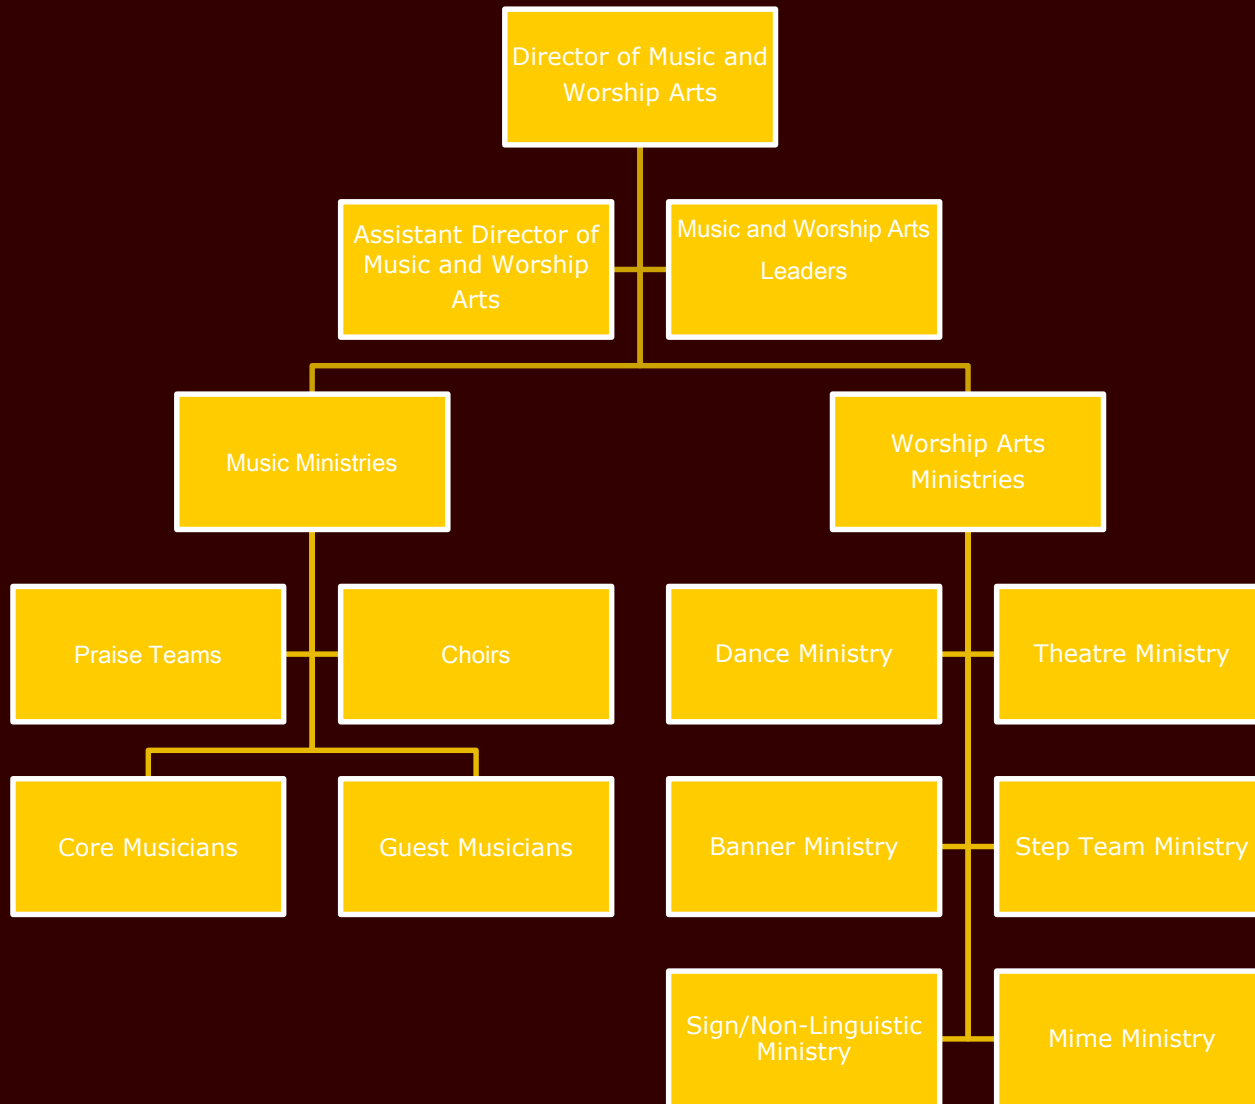 Director of Music and
Worship Arts
Assistant Director of
Music and Worship
Arts
Music and Worship Arts
Leaders
Music Ministries
Worship Arts
Ministries
Praise Teams
Choirs
Dance Ministry
Theatre Ministry
Core Musicians
Guest Musicians
Banner Ministry
Step Team Ministry
Sign/Non-Linguistic
Ministry
Mime Ministry